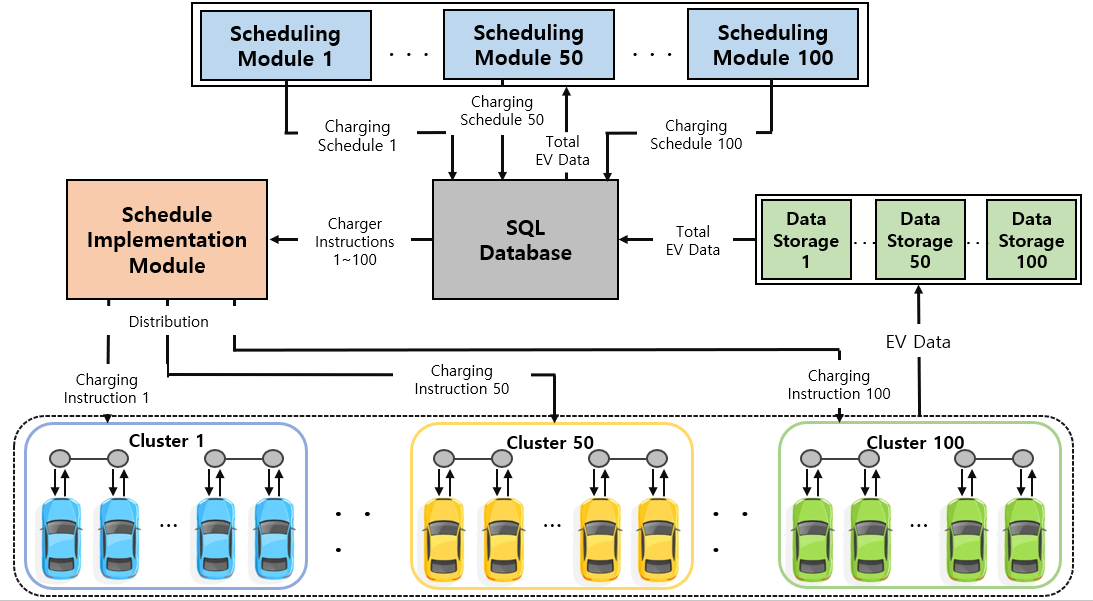 Scheduling
Module 1
. . .
Scheduling
Module 50
. . .
Scheduling
Module 100
Charging
Schedule 1
Charging
Schedule 50
Total
EV Data
Charging
Schedule 100
Schedule
Implementation
Module
Charger
Instructions
1~100
SQL
Database
Total
EV Data
Data
Storage
1
. . .
Data
Storage
50
. . .
Data
Storage
100
Distribution
EV Data
Charging
Instruction 1
Charging
Instruction 50
Charging
Instruction 100
Cluster 1
Cluster 50
Cluster 100
...
...
...